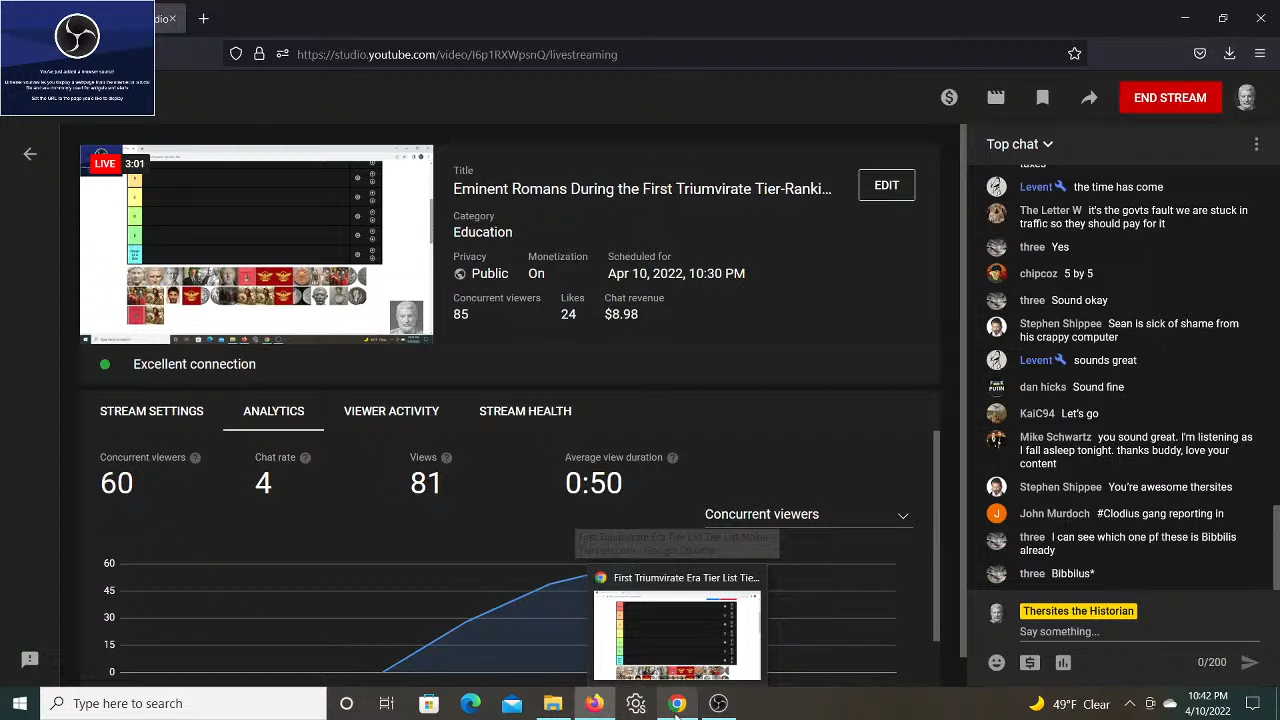 dio
https://studio.youtube.com/video/I6p1RXWpsnQ/livestreaming
You've just added a browser source!
END STREAM
LIVE 3:01
Title
Eminent Romans During the First Triumvirate Tier-Ranki...
EDIT
Category
Education
Privacy
Monetization
Scheduled for
Public
On
Apr 10, 2022, 10:30 PM
Concurrent viewers
Likes
Chat revenue
85
24
$8.98
Excellent connection
STREAM SETTINGS
ANALYTICS
VIEWER ACTIVITY
STREAM HEALTH
Concurrent viewers
Chat rate
Views
Average view duration
60
4
81
0:50
Concurrent viewers
60
45
30
15
0
First Triumvirate Era Tier List Tie...
Top chat
taxes
Levent the time has come
The Letter W it's the govts fault we are stuck in
traffic so they should pay for it
three Yes
chipcoz 5 by 5
three Sound okay
Stephen Shippee Sean is sick of shame from
his crappy computer
Levent sounds great
dan hicks Sound fine
KaiC94 Let's go
Mike Schwartz you sound great. I'm listening as
I fall asleep tonight. thanks buddy, love your
content
Stephen Shippee You're awesome thersites
John Murdoch #Clodius gang reporting in
three I can see which one pf these is Bibbilis
already
three Bibbilus*
Thersites the Historian
Say something...
0/200
Type here to search
49°F Clear
10:42 PM
4/10/2022